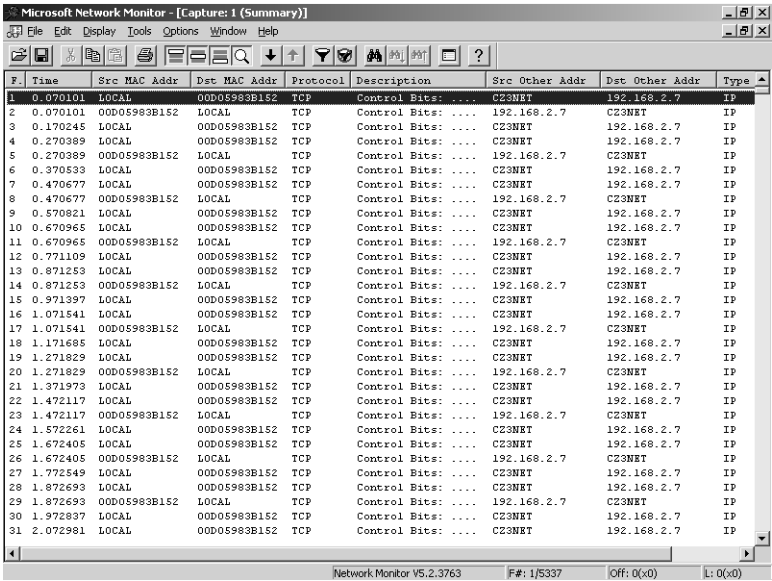 Microsoft Network Monitor - [Capture: 1 (Summary)]
File Edit Display Tools Options Window Help
F. Time Src MAC Addr Dst MAC Addr Protocol Description Src Other Addr Dst Other Addr Type
1 0.070101 LOCAL 00D05983B152 TCP Control Bits: .... CZ3NET 192.168.2.7 IP
2 0.070101 00D05983B152 LOCAL TCP Control Bits: .... 192.168.2.7 CZ3NET IP
3 0.170245 LOCAL 00D05983B152 TCP Control Bits: .... CZ3NET 192.168.2.7 IP
4 0.270389 LOCAL 00D05983B152 TCP Control Bits: .... CZ3NET 192.168.2.7 IP
5 0.270389 00D05983B152 LOCAL TCP Control Bits: .... 192.168.2.7 CZ3NET IP
6 0.370533 LOCAL 00D05983B152 TCP Control Bits: .... CZ3NET 192.168.2.7 IP
7 0.470677 LOCAL 00D05983B152 TCP Control Bits: .... CZ3NET 192.168.2.7 IP
8 0.470677 00D05983B152 LOCAL TCP Control Bits: .... 192.168.2.7 CZ3NET IP
9 0.570821 LOCAL 00D05983B152 TCP Control Bits: .... CZ3NET 192.168.2.7 IP
10 0.670965 LOCAL 00D05983B152 TCP Control Bits: .... CZ3NET 192.168.2.7 IP
11 0.670965 00D05983B152 LOCAL TCP Control Bits: .... 192.168.2.7 CZ3NET IP
12 0.771109 LOCAL 00D05983B152 TCP Control Bits: .... CZ3NET 192.168.2.7 IP
13 0.871253 LOCAL 00D05983B152 TCP Control Bits: .... CZ3NET 192.168.2.7 IP
14 0.871253 00D05983B152 LOCAL TCP Control Bits: .... 192.168.2.7 CZ3NET IP
15 0.971397 LOCAL 00D05983B152 TCP Control Bits: .... CZ3NET 192.168.2.7 IP
16 1.071541 LOCAL 00D05983B152 TCP Control Bits: .... CZ3NET 192.168.2.7 IP
17 1.071541 00D05983B152 LOCAL TCP Control Bits: .... 192.168.2.7 CZ3NET IP
18 1.171685 LOCAL 00D05983B152 TCP Control Bits: .... CZ3NET 192.168.2.7 IP
19 1.271829 LOCAL 00D05983B152 TCP Control Bits: .... CZ3NET 192.168.2.7 IP
20 1.271829 00D05983B152 LOCAL TCP Control Bits: .... 192.168.2.7 CZ3NET IP
21 1.371973 LOCAL 00D05983B152 TCP Control Bits: .... CZ3NET 192.168.2.7 IP
22 1.472117 LOCAL 00D05983B152 TCP Control Bits: .... CZ3NET 192.168.2.7 IP
23 1.472117 00D05983B152 LOCAL TCP Control Bits: .... 192.168.2.7 CZ3NET IP
24 1.572261 LOCAL 00D05983B152 TCP Control Bits: .... CZ3NET 192.168.2.7 IP
25 1.672405 LOCAL 00D05983B152 TCP Control Bits: .... CZ3NET 192.168.2.7 IP
26 1.672405 00D05983B152 LOCAL TCP Control Bits: .... 192.168.2.7 CZ3NET IP
27 1.772549 LOCAL 00D05983B152 TCP Control Bits: .... CZ3NET 192.168.2.7 IP
28 1.872693 LOCAL 00D05983B152 TCP Control Bits: .... CZ3NET 192.168.2.7 IP
29 1.872693 00D05983B152 LOCAL TCP Control Bits: .... 192.168.2.7 CZ3NET IP
30 1.972837 LOCAL 00D05983B152 TCP Control Bits: .... CZ3NET 192.168.2.7 IP
31 2.072981 LOCAL 00D05983B152 TCP Control Bits: .... CZ3NET 192.168.2.7 IP
Network Monitor V5.2.3763 F#: 1/5337 Off: 0(x0) L: 0(x0)